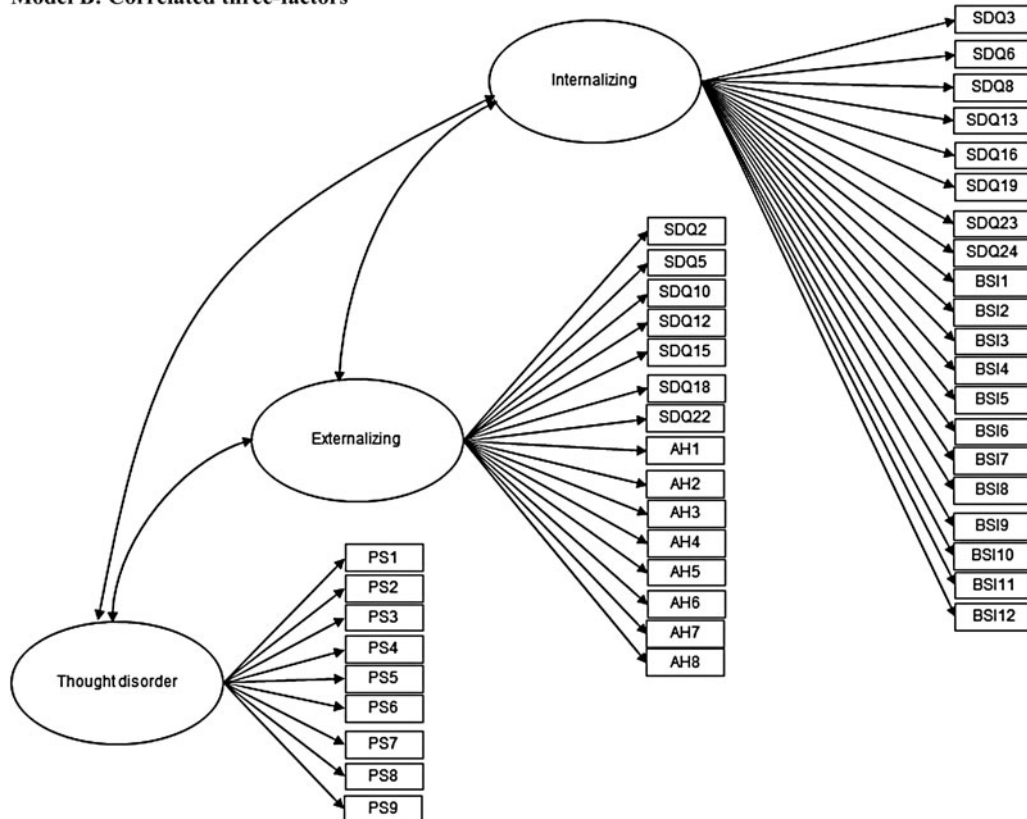 Model B: Correlated three-factors
Internalizing
SDQ3
SDQ6
SDQ8
SDQ13
SDQ16
SDQ19
SDQ23
SDQ24
BSI1
BSI2
BSI3
BSI4
BSI5
BSI6
BSI7
BSI8
BSI9
BSI10
BSI11
BSI12
Externalizing
SDQ2
SDQ5
SDQ10
SDQ12
SDQ15
SDQ18
SDQ22
AH1
AH2
AH3
AH4
AH5
AH6
AH7
AH8
Thought disorder
PS1
PS2
PS3
PS4
PS5
PS6
PS7
PS8
PS9